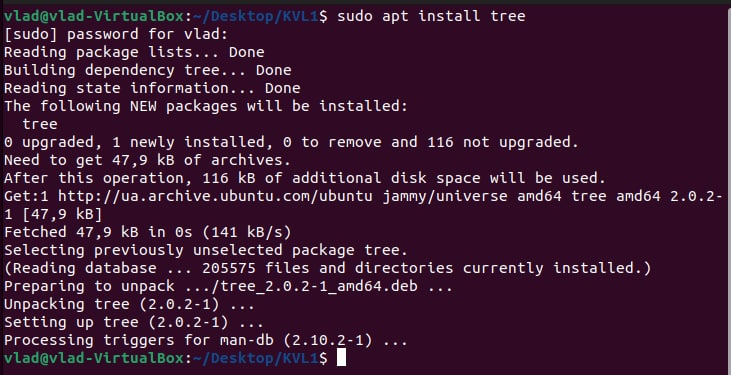 vlad@vlad-VirtualBox:~/Desktop/KVL1$ sudo apt install tree
[sudo] password for vlad:
Reading package lists... Done
Building dependency tree... Done
Reading state information... Done
The following NEW packages will be installed:
  tree
0 upgraded, 1 newly installed, 0 to remove and 116 not upgraded.
Need to get 47,9 kB of archives.
After this operation, 116 kB of additional disk space will be used.
Get:1 http://ua.archive.ubuntu.com/ubuntu jammy/universe amd64 tree amd64 2.0.2-
1 [47,9 kB]
Fetched 47,9 kB in 0s (141 kB/s)
Selecting previously unselected package tree.
(Reading database ... 205575 files and directories currently installed.)
Preparing to unpack .../tree_2.0.2-1_amd64.deb ...
Unpacking tree (2.0.2-1) ...
Setting up tree (2.0.2-1) ...
Processing triggers for man-db (2.10.2-1) ...
vlad@vlad-VirtualBox:~/Desktop/KVL1$